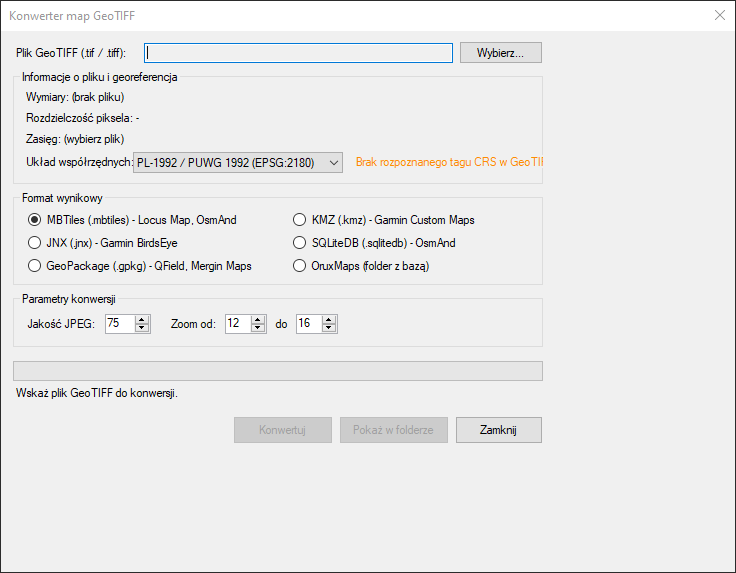 Konwerter map GeoTIFF
Plik GeoTIFF (.tif / .tiff): Wybierz...
Informacje o pliku i georeferencja
Wymiary: (brak pliku)
Rozdzielczość piksela: -
Zasięg: (wybierz plik)
Układ współrzędnych: PL-1992 / PUWG 1992 (EPSG:2180) Brak rozpoznanego tagu CRS w GeoTI
Format wynikowy
MBTiles (.mbtiles) - Locus Map, OsmAnd KMZ (.kmz) - Garmin Custom Maps
JNX (.jnx) - Garmin BirdsEye SQLiteDB (.sqlitedb) - OsmAnd
GeoPackage (.gpkg) - QField, Mergin Maps OruxMaps (folder z bazą)
Parametry konwersji
Jakość JPEG: 75 Zoom od: 12 do 16
Wskaż plik GeoTIFF do konwersji.
Konwertuj Pokaż w folderze Zamknij